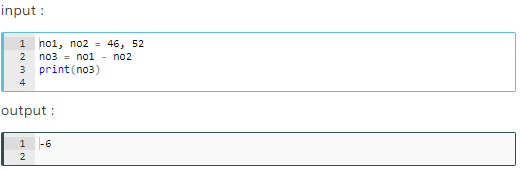 input :
1 no1, no2 = 46, 52
2 no3 = no1 - no2
3 print(no3)
4
output :
1 -6
2